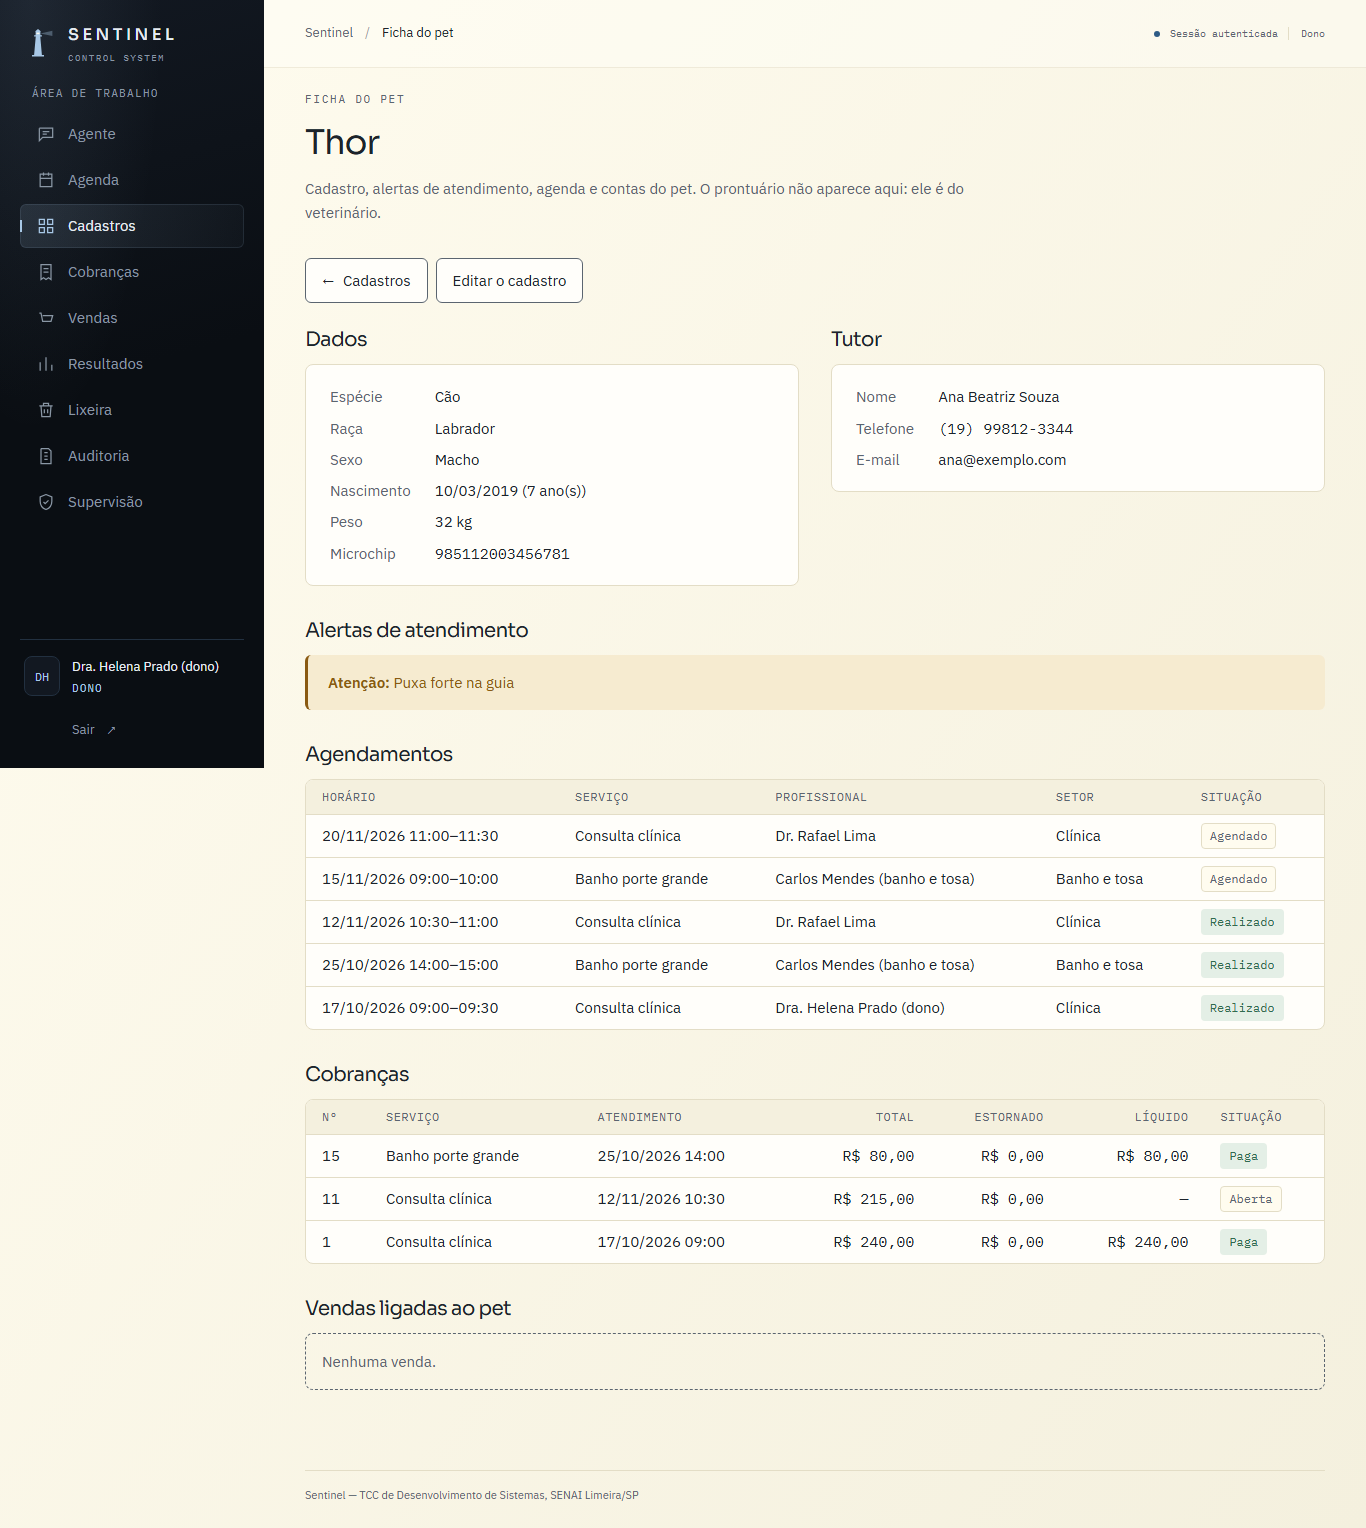 SENTINEL
CONTROL SYSTEM
ÁREA DE TRABALHO
Agente
Agenda
Cadastros
Cobranças
Vendas
Resultados
Lixeira
Auditoria
Supervisão
DH
Dra. Helena Prado (dono)
DONO
Sair ↗
Sentinel / Ficha do pet
Sessão autenticada
Dono
FICHA DO PET
Thor
Cadastro, alertas de atendimento, agenda e contas do pet. O prontuário não aparece aqui: ele é do
veterinário.
← Cadastros
Editar o cadastro
Dados
Espécie Cão
Raça Labrador
Sexo Macho
Nascimento 10/03/2019 (7 ano(s))
Peso 32 kg
Microchip 985112003456781
Tutor
Nome Ana Beatriz Souza
Telefone (19) 99812-3344
E-mail ana@exemplo.com
Alertas de atendimento
Atenção: Puxa forte na guia
Agendamentos
HORÁRIO SERVIÇO PROFISSIONAL SETOR SITUAÇÃO
20/11/2026 11:00–11:30 Consulta clínica Dr. Rafael Lima Clínica Agendado
15/11/2026 09:00–10:00 Banho porte grande Carlos Mendes (banho e tosa) Banho e tosa Agendado
12/11/2026 10:30–11:00 Consulta clínica Dr. Rafael Lima Clínica Realizado
25/10/2026 14:00–15:00 Banho porte grande Carlos Mendes (banho e tosa) Banho e tosa Realizado
17/10/2026 09:00–09:30 Consulta clínica Dra. Helena Prado (dono) Clínica Realizado
Cobranças
Nº SERVIÇO ATENDIMENTO TOTAL ESTORNADO LÍQUIDO SITUAÇÃO
15 Banho porte grande 25/10/2026 14:00 R$ 80,00 R$ 0,00 R$ 80,00 Paga
11 Consulta clínica 12/11/2026 10:30 R$ 215,00 R$ 0,00 — Aberta
1 Consulta clínica 17/10/2026 09:00 R$ 240,00 R$ 0,00 R$ 240,00 Paga
Vendas ligadas ao pet
Nenhuma venda.
Sentinel — TCC de Desenvolvimento de Sistemas, SENAI Limeira/SP